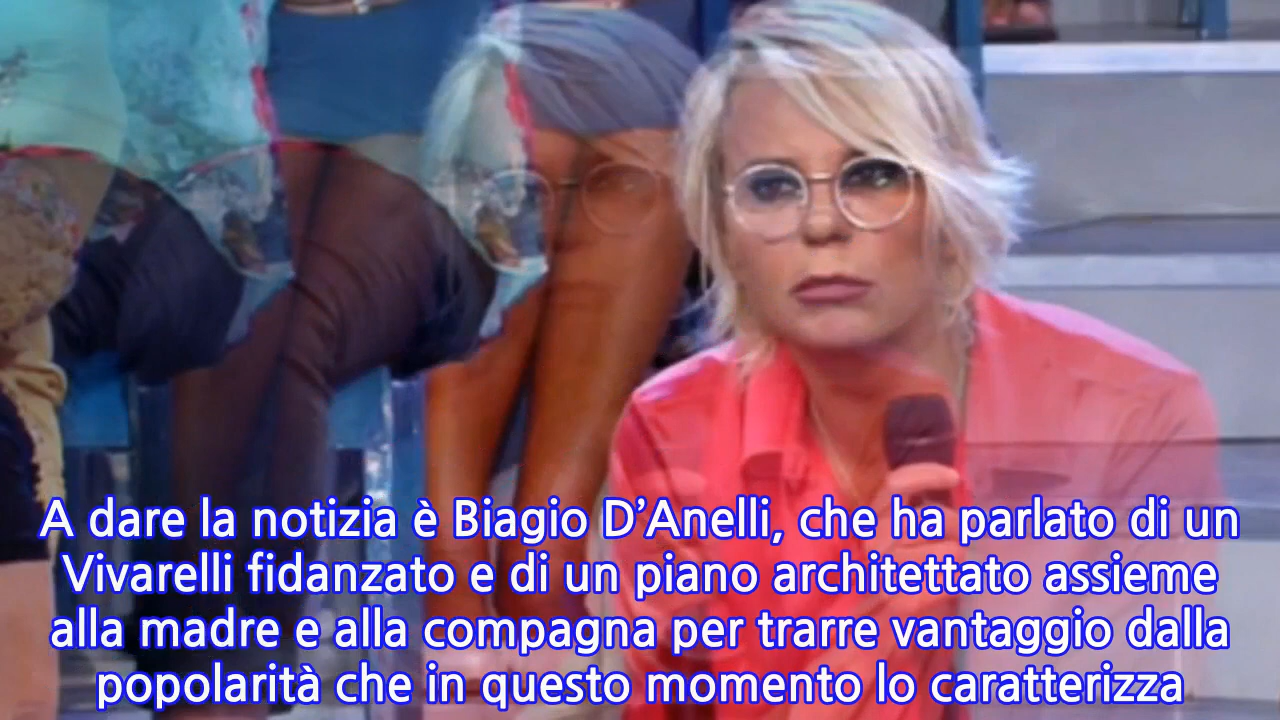 A dare la notizia è Biagio D’Anelli, che ha parlato di un
Vivarelli fidanzato e di un piano architettato assieme
alla madre e alla compagna per trarre vantaggio dalla
popolarità che in questo momento lo caratterizza